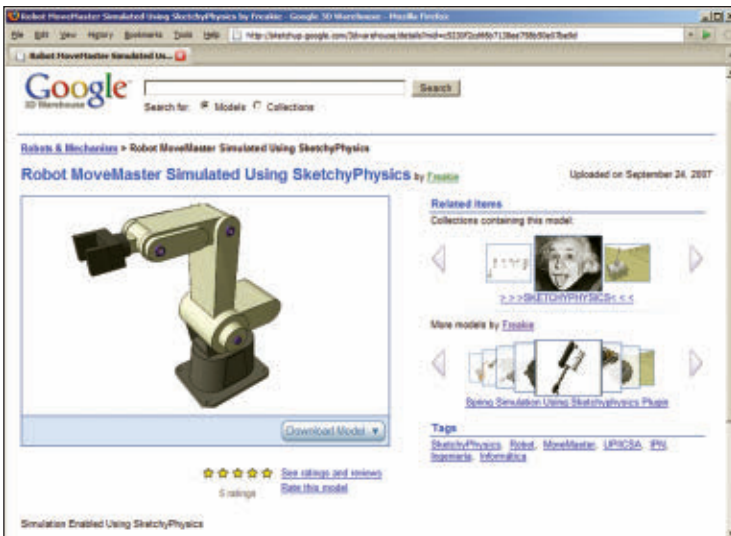 Robot MoveMaster Simulated Using SketchyPhysics by Freakie - Google 3D Warehouse - Mozilla Firefox
File Edit View History Bookmarks Tools Help
Robot MoveMaster Simulated Us...
Google
3D Warehouse
Search
Search for: Models Collections
Robots & Mechanism » Robot MoveMaster Simulated Using SketchyPhysics
Robot MoveMaster Simulated Using SketchyPhysics by Freakie
Uploaded on September 24, 2007
Related Items
Collections containing this model:
> > >SKETCHYPHYSICS< < <
More models by Freakie
Spring Simulation Using Sketchyphysics Plugin
Download Model
Tags
SketchyPhysics, Robot, MoveMaster, UPIICSA, IPN,
Ingenieria, Informática
See ratings and reviews
5 ratings
Rate this model
Simulation Enabled Using SketchyPhysics